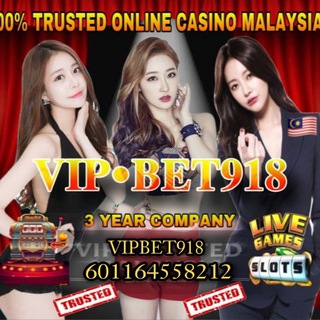 00% TRUSTED ONLINE CASINO MALAYSIA
VIP•BET918
3 YEAR COMPANY
VIPBET918
601164558212
LIVE
GAMES
SLOTS
TRUSTED
TRUSTED